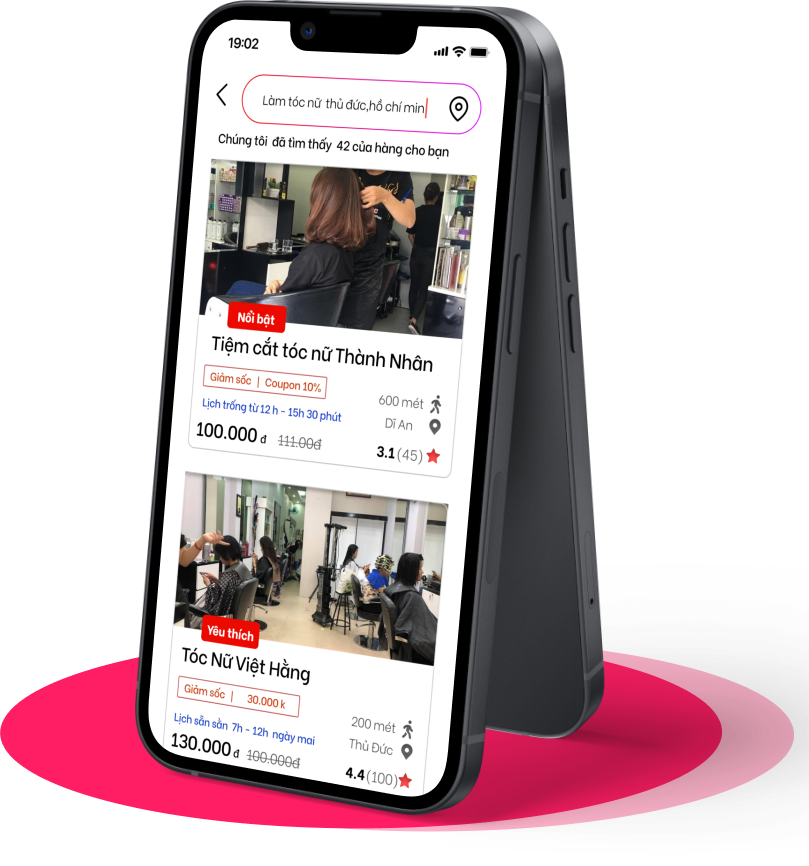 19:02
Làm tóc nữ thủ đức,hồ chí min
Chúng tôi đã tìm thấy 42 của hàng cho bạn
Nổi bật
Tiệm cắt tóc nữ Thành Nhân
Giảm sốc | Coupon 10%
600 mét
Lịch trống từ 12 h - 15h 30 phút
Dĩ An
100.000 đ 111.00đ
3.1 (45)
Yêu thích
Tóc Nữ Việt Hằng
Giảm sốc | 30.000 k
200 mét
Lịch sẵn sàn 7h - 12h ngày mai
Thủ Đức
130.000 đ 100.000đ
4.4 (100)